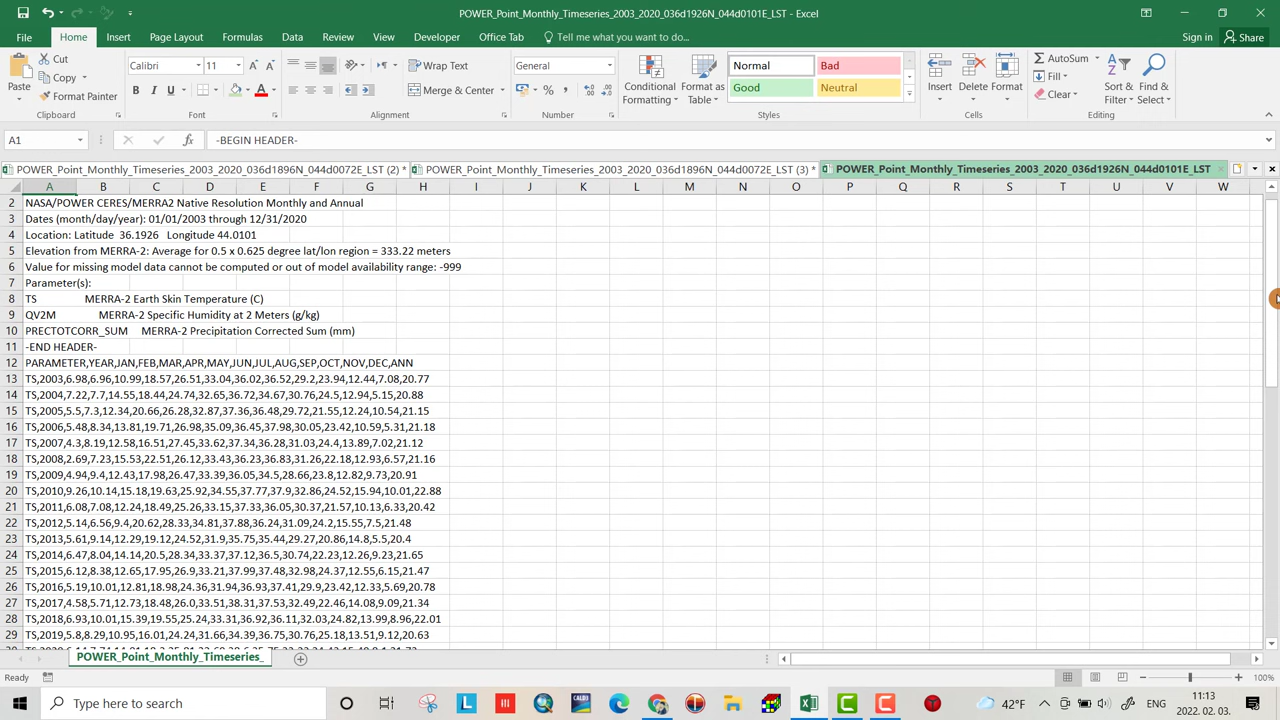 POWER_Point_Monthly_Timeseries_2003_2020_036d1926N_044d0101E_LST - Excel
File Home Insert Page Layout Formulas Data Review View Developer Office Tab Tell me what you want to do... Sign in Share
Cut
Copy
Format Painter
Paste
Clipboard
Calibri 11
B I U
Font
Wrap Text
Merge & Center
Alignment
General
Number
Conditional Formatting
Format as Table
Normal Bad
Good Neutral
Styles
Insert Delete Format
Cells
AutoSum
Fill
Clear
Sort & Filter
Find & Select
Editing
A1 fx -BEGIN HEADER-
POWER_Point_Monthly_Timeseries_2003_2020_036d1896N_044d0072E_LST (2) * POWER_Point_Monthly_Timeseries_2003_2020_036d1896N_044d0072E_LST (3) * POWER_Point_Monthly_Timeseries_2003_2020_036d1926N_044d0101E_LST
A B C D E F G H I J K L M N O P Q R S T U V W
2 NASA/POWER CERES/MERRA2 Native Resolution Monthly and Annual
3 Dates (month/day/year): 01/01/2003 through 12/31/2020
4 Location: Latitude 36.1926 Longitude 44.0101
5 Elevation from MERRA-2: Average for 0.5 x 0.625 degree lat/lon region = 333.22 meters
6 Value for missing model data cannot be computed or out of model availability range: -999
7 Parameter(s):
8 TS MERRA-2 Earth Skin Temperature (C)
9 QV2M MERRA-2 Specific Humidity at 2 Meters (g/kg)
10 PRECTOTCORR_SUM MERRA-2 Precipitation Corrected Sum (mm)
11 -END HEADER-
12 PARAMETER,YEAR,JAN,FEB,MAR,APR,MAY,JUN,JUL,AUG,SEP,OCT,NOV,DEC,ANN
13 TS,2003,6.98,6.96,10.99,18.57,26.51,33.04,36.02,36.52,29.2,23.94,12.44,7.08,20.77
14 TS,2004,7.22,7.7,14.55,18.44,24.74,32.65,36.72,34.67,30.76,24.5,12.94,5.15,20.88
15 TS,2005,5.5,7.3,12.34,20.66,26.28,32.87,37.36,36.48,29.72,21.55,12.24,10.54,21.15
16 TS,2006,5.48,8.34,13.81,19.71,26.98,35.09,36.45,37.98,30.05,23.42,10.59,5.31,21.18
17 TS,2007,4.3,8.19,12.58,16.51,27.45,33.62,37.34,36.28,31.03,24.4,13.89,7.02,21.12
18 TS,2008,2.69,7.23,15.53,22.51,26.12,33.43,36.23,36.83,31.26,22.18,12.93,6.57,21.16
19 TS,2009,4.94,9.4,12.43,17.98,26.47,33.39,36.05,34.5,28.66,23.8,12.82,9.73,20.91
20 TS,2010,9.26,10.14,15.18,19.63,25.92,34.55,37.77,37.9,32.86,24.52,15.94,10.01,22.88
21 TS,2011,6.08,7.08,12.24,18.49,25.26,33.15,37.33,36.05,30.37,21.57,10.13,6.33,20.42
22 TS,2012,5.14,6.56,9.4,20.62,28.33,34.81,37.88,36.24,31.09,24.2,15.55,7.5,21.48
23 TS,2013,5.61,9.14,12.29,19.12,24.52,31.9,35.75,35.44,29.27,20.86,14.8,5.5,20.4
24 TS,2014,6.47,8.04,14.14,20.5,28.34,33.37,37.12,36.5,30.74,22.23,12.26,9.23,21.65
25 TS,2015,6.12,8.38,12.65,17.95,26.9,33.21,37.99,37.48,32.98,24.37,12.55,6.15,21.47
26 TS,2016,5.19,10.01,12.81,18.98,24.36,31.94,36.93,37.41,29.9,23.42,12.33,5.69,20.78
27 TS,2017,4.58,5.71,12.73,18.48,26.0,33.51,38.31,37.53,32.49,22.46,14.08,9.09,21.34
28 TS,2018,6.93,10.01,15.39,19.55,25.24,33.31,36.92,36.11,32.03,24.82,13.99,8.96,22.01
29 TS,2019,5.8,8.29,10.95,16.01,24.24,31.66,34.39,36.75,30.76,25.18,13.51,9.12,20.63
POWER_Point_Monthly_Timeseries_
Ready 100%
Type here to search 42°F ENG 11:13
2022. 02. 03.